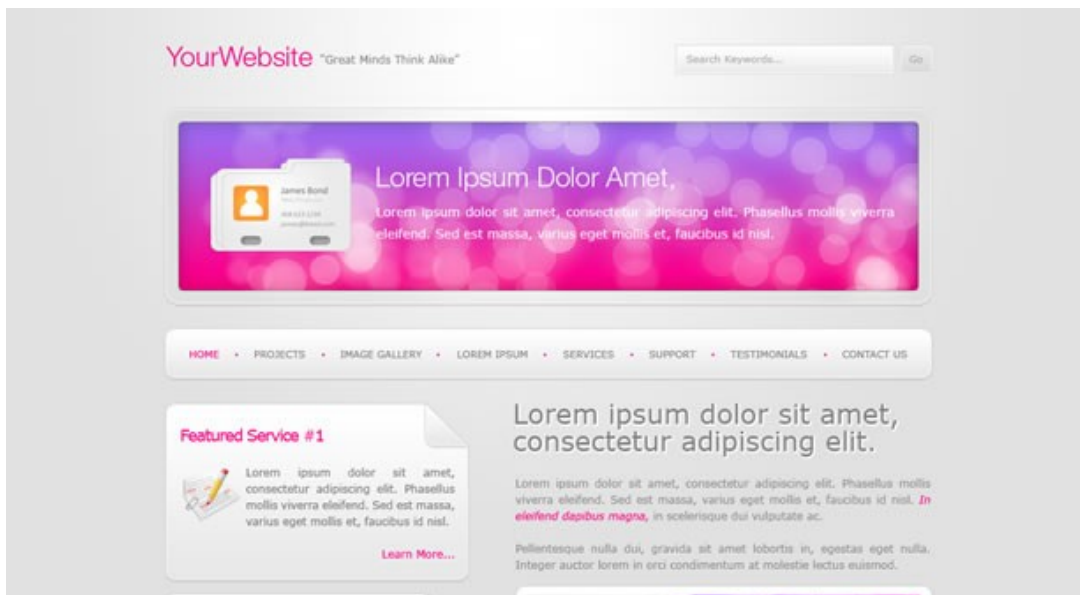 YourWebsite "Great Minds Think Alike"
Search Keywords...
Go
James Bond
Lorem Ipsum Dolor Amet,
Lorem ipsum dolor sit amet, consectetur adipiscing elit. Phasellus mollis viverra
eleifend. Sed est massa, varius eget mollis et, faucibus id nisl.
HOME • PROJECTS • IMAGE GALLERY • LOREM IPSUM • SERVICES • SUPPORT • TESTIMONIALS • CONTACT US
Featured Service #1
Lorem ipsum dolor sit amet,
consectetur adipiscing elit. Phasellus
mollis viverra eleifend. Sed est massa,
varius eget mollis et, faucibus id nisl.
Learn More...
Lorem ipsum dolor sit amet,
consectetur adipiscing elit.
Lorem ipsum dolor sit amet, consectetur adipiscing elit. Phasellus mollis
viverra eleifend. Sed est massa, varius eget mollis et, faucibus id nisl. In
eleifend dapibus magna, in scelerisque dui vulputate ac.
Pellentesque nulla dui, gravida sit amet lobortis in, egestas eget nulla.
Integer auctor lorem in orci condimentum at molestie lectus euismod.